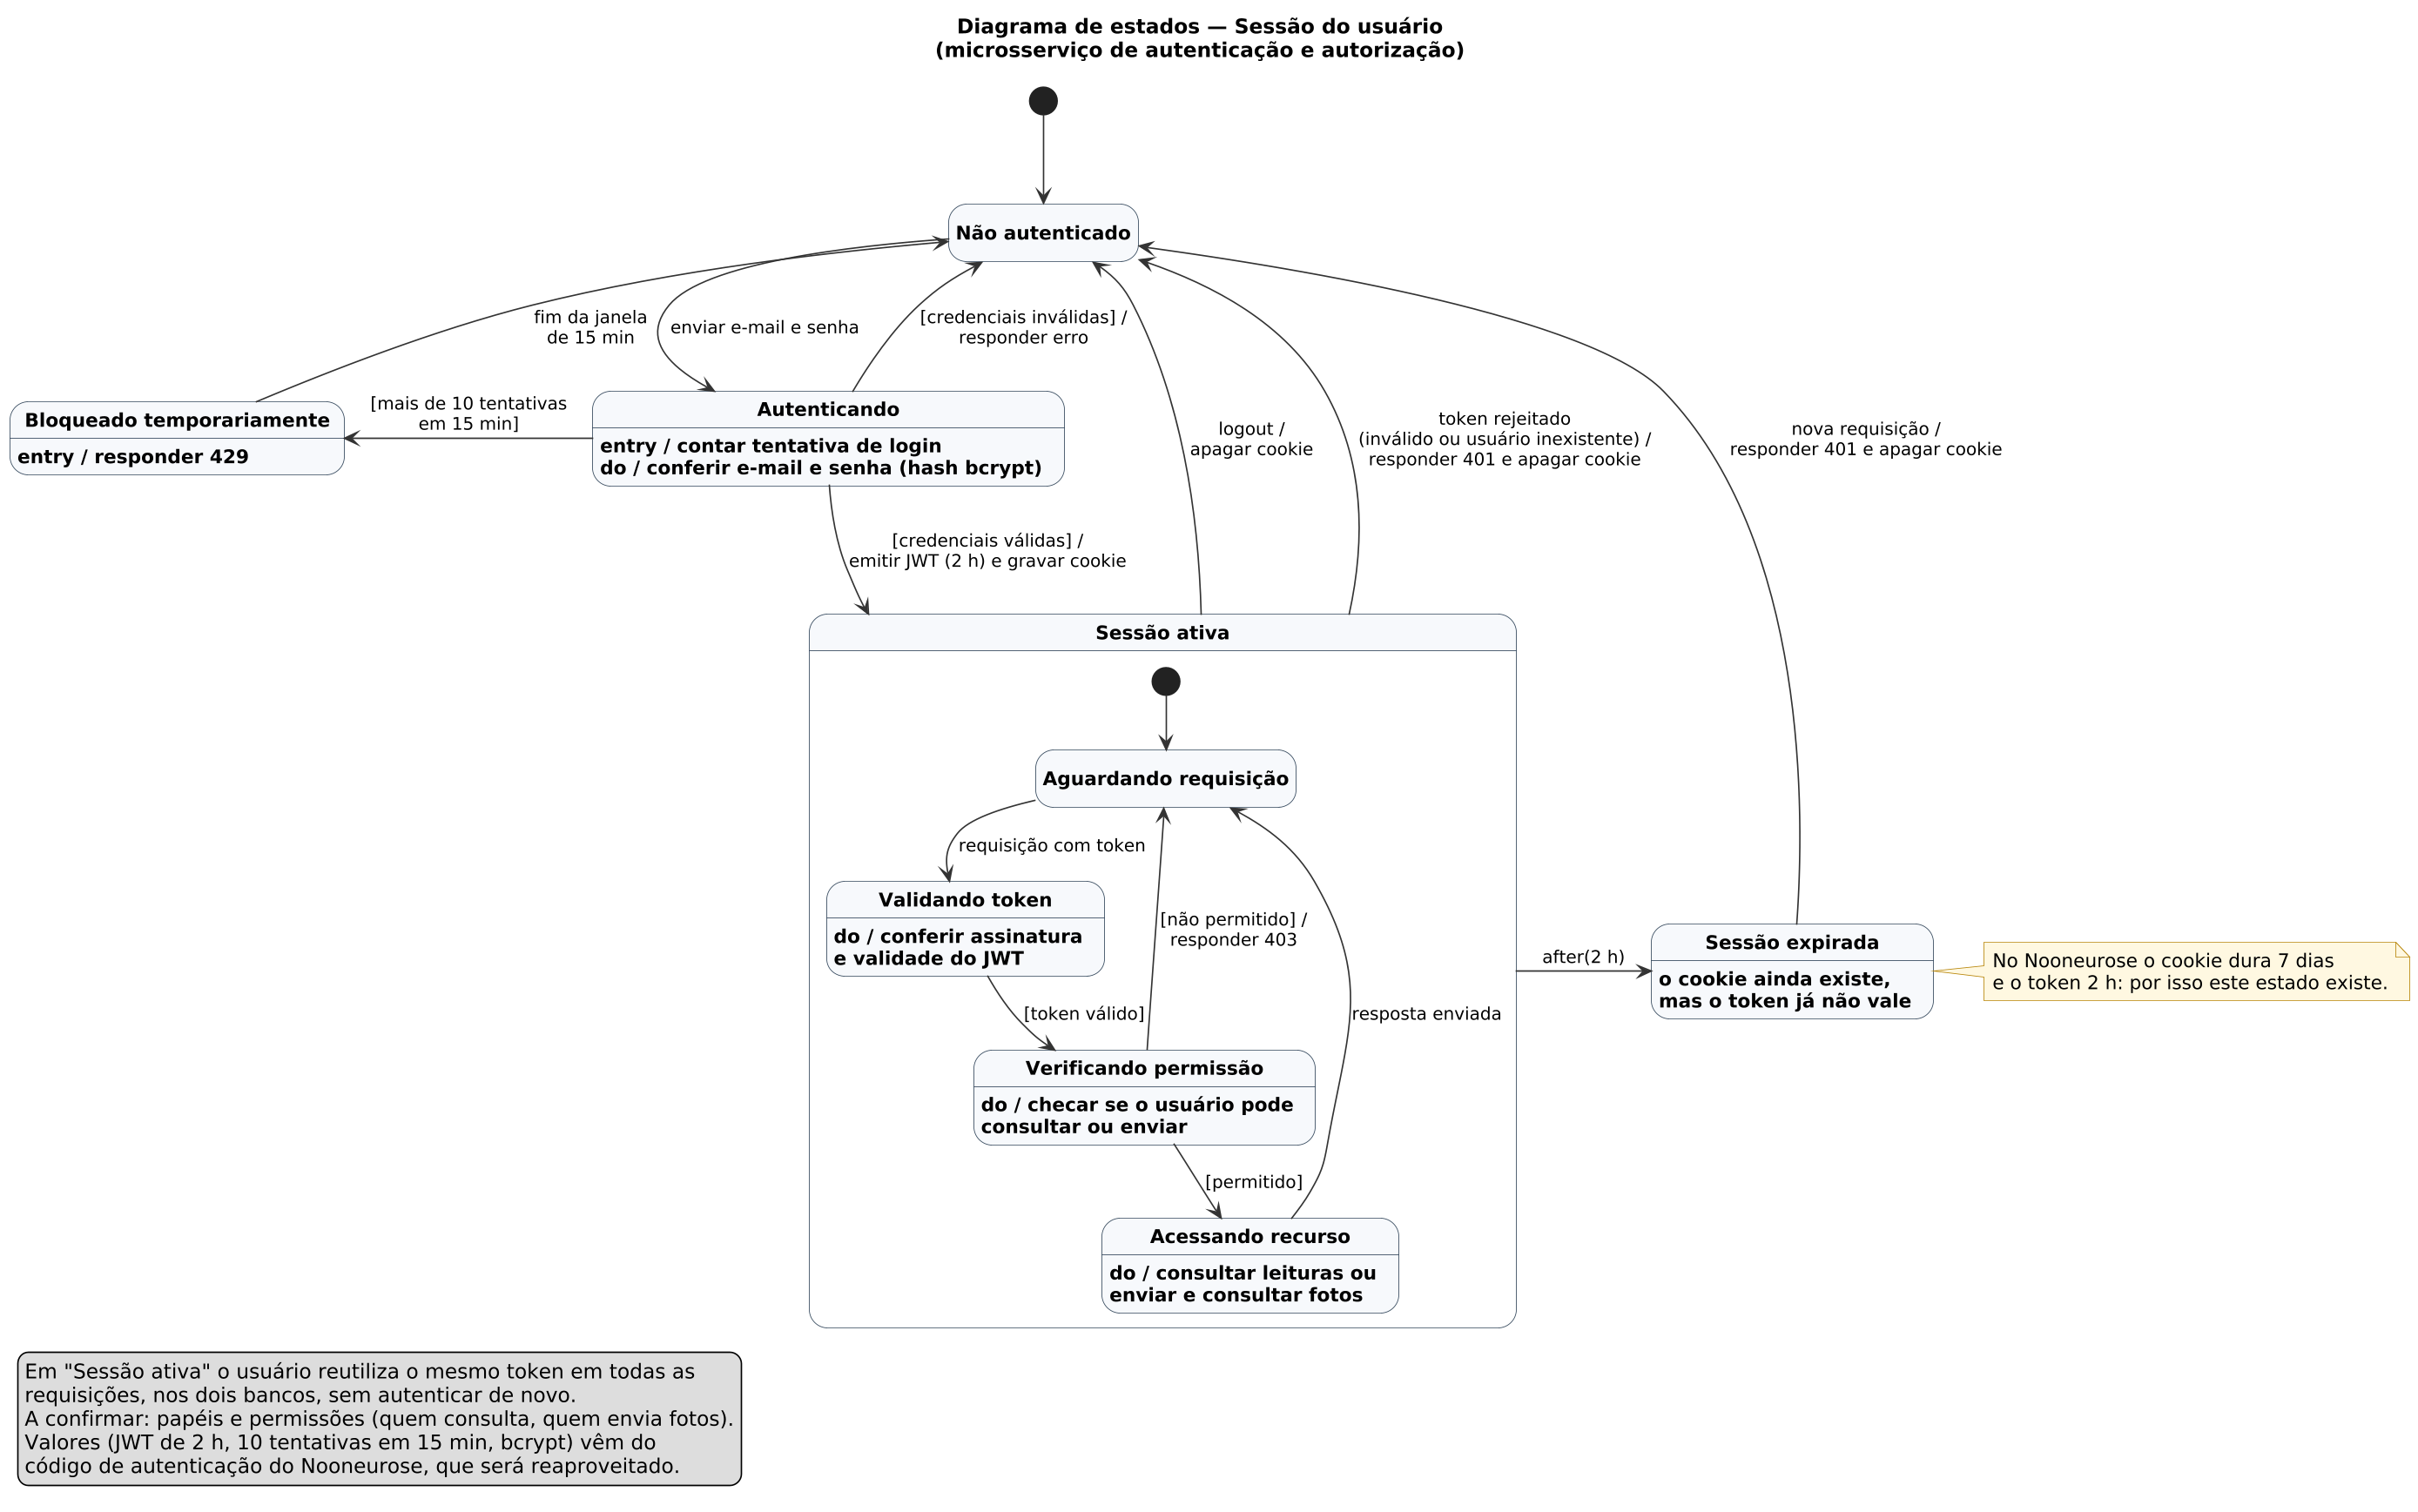 Diagrama de estados — Sessão do usuário
(microsserviço de autenticação e autorização)
Não autenticado
fim da janela
de 15 min
enviar e-mail e senha
[credenciais inválidas] /
responder erro
Bloqueado temporariamente
entry / responder 429
[mais de 10 tentativas
em 15 min]
Autenticando
entry / contar tentativa de login
do / conferir e-mail e senha (hash bcrypt)
logout /
apagar cookie
token rejeitado
(inválido ou usuário inexistente) /
responder 401 e apagar cookie
nova requisição /
responder 401 e apagar cookie
[credenciais válidas] /
emitir JWT (2 h) e gravar cookie
Sessão ativa
Aguardando requisição
requisição com token
Validando token
do / conferir assinatura
e validade do JWT
[não permitido] /
responder 403
[token válido]
resposta enviada
Verificando permissão
do / checar se o usuário pode
consultar ou enviar
[permitido]
Acessando recurso
do / consultar leituras ou
enviar e consultar fotos
after(2 h)
Sessão expirada
o cookie ainda existe,
mas o token já não vale
No Nooneurose o cookie dura 7 dias
e o token 2 h: por isso este estado existe.
Em "Sessão ativa" o usuário reutiliza o mesmo token em todas as
requisições, nos dois bancos, sem autenticar de novo.
A confirmar: papéis e permissões (quem consulta, quem envia fotos).
Valores (JWT de 2 h, 10 tentativas em 15 min, bcrypt) vêm do
código de autenticação do Nooneurose, que será reaproveitado.